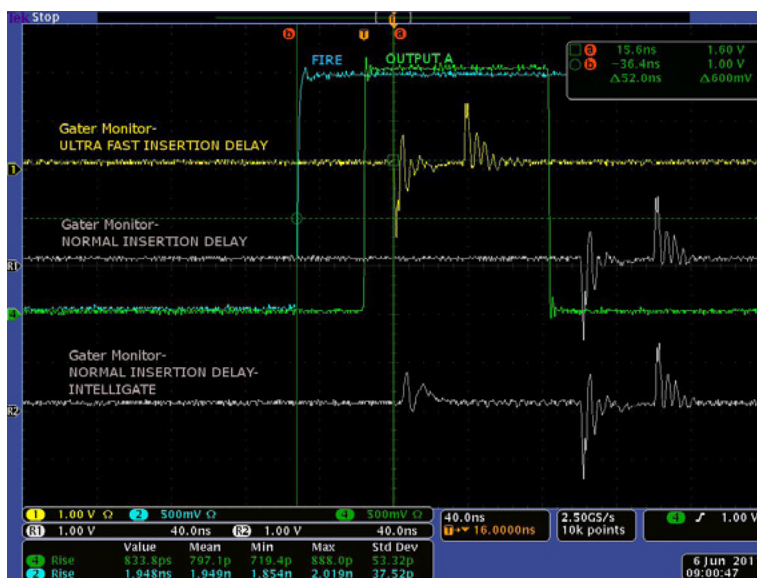 Tek Stop
b T a
FIRE OUTPUT A
a 15.6ns 1.60 V
b -36.4ns 1.00 V
Δ52.0ns Δ600mV
Gater Monitor-
ULTRA FAST INSERTION DELAY
1
Gater Monitor-
NORMAL INSERTION DELAY
R1
4
Gater Monitor-
NORMAL INSERTION DELAY-
INTELLIGATE
R2
1 1.00 V Ω 2 500mV Ω 4 500mV Ω
R1 1.00 V 40.0ns R2 1.00 V 40.0ns
40.0ns
T→▼ 16.0000ns
2.50GS/s
10k points
4 1.00 V
Value Mean Min Max Std Dev
4 Rise 833.8ps 797.1p 719.4p 888.0p 53.32p
2 Rise 1.948ns 1.949n 1.854n 2.019n 37.52p
6 Jun 201
09:00:47